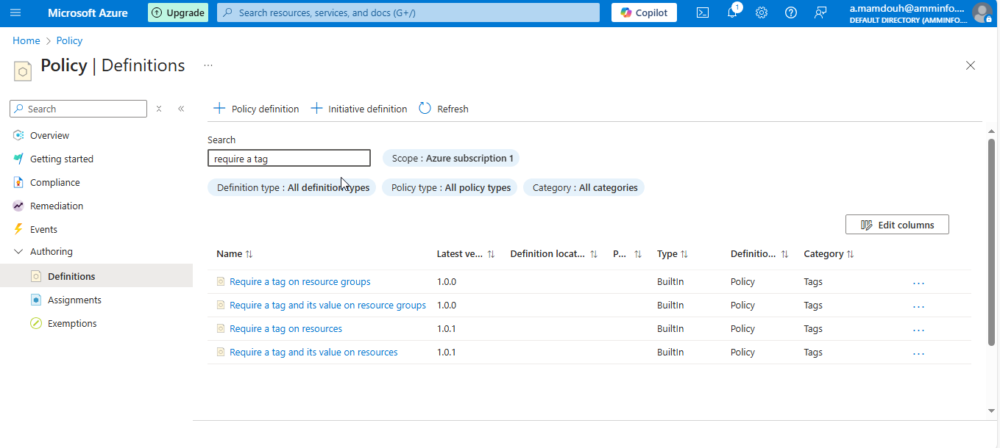 Microsoft Azure
Upgrade
Search resources, services, and docs (G+/)
Copilot
1
a.mamdouh@amminfo....
DEFAULT DIRECTORY (AMMINFO....
Home > Policy
Policy | Definitions
...
Search
Overview
Getting started
Compliance
Remediation
Events
Authoring
Definitions
Assignments
Exemptions
+ Policy definition
+ Initiative definition
Refresh
Search
require a tag
Scope : Azure subscription 1
Definition type : All definition types
Policy type : All policy types
Category : All categories
Edit columns
Name Latest ve... Definition locat... P... Type Definitio... Category
Require a tag on resource groups 1.0.0 BuiltIn Policy Tags ...
Require a tag and its value on resource groups 1.0.0 BuiltIn Policy Tags ...
Require a tag on resources 1.0.1 BuiltIn Policy Tags ...
Require a tag and its value on resources 1.0.1 BuiltIn Policy Tags ...